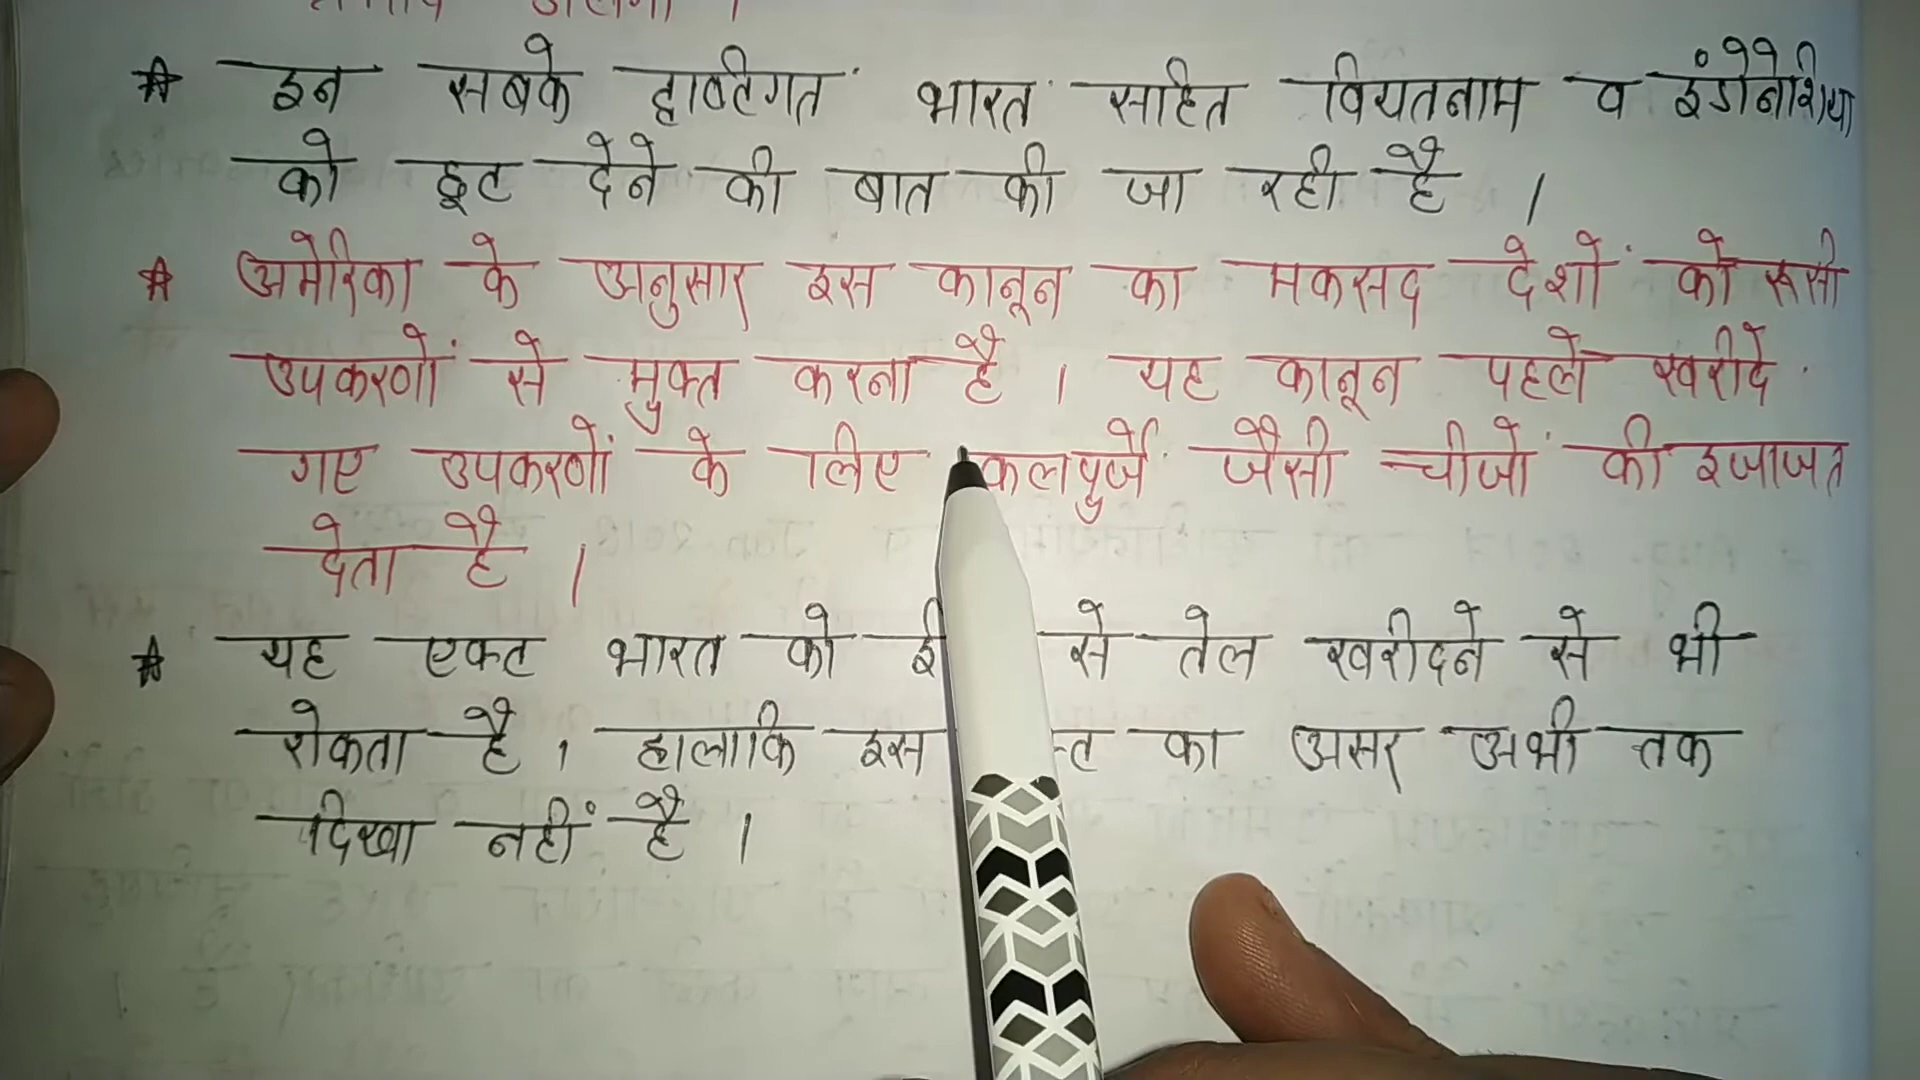 ★ इन सबके दृष्टिगत भारत सहित वियतनाम व इंडोनेशिया
को छूट देने की बात की जा रही है ।
★ अमेरिका के अनुसार इस कानून का मकसद देशों को रूसी
उपकरणों से मुक्त करना है । यह कानून पहले खरीदे
गए उपकरणों के लिए कलपुर्जे जैसी चीजों की इजाजत
देता है ।
★ यह एक्ट भारत को से तेल खरीदने से भी
रोकता है । हालाकि इस का असर अभी तक
दिखा नहीं है ।